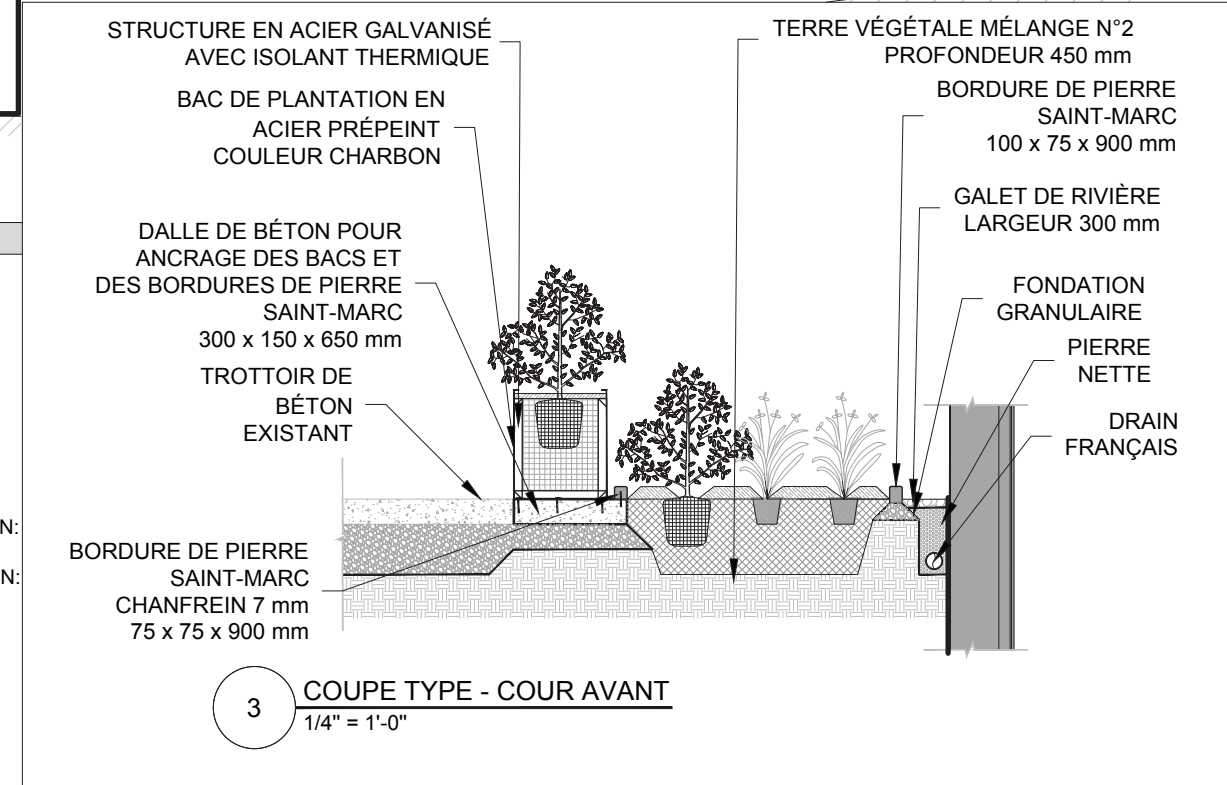 STRUCTURE EN ACIER GALVANISÉ
AVEC ISOLANT THERMIQUE
BAC DE PLANTATION EN
ACIER PRÉPEINT
COULEUR CHARBON
DALLE DE BÉTON POUR
ANCRAGE DES BACS ET
DES BORDURES DE PIERRE
SAINT-MARC
300 x 150 x 650 mm
TROTTOIR DE
BÉTON
EXISTANT
N:
N:
BORDURE DE PIERRE
SAINT-MARC
CHANFREIN 7 mm
75 x 75 x 900 mm
TERRE VÉGÉTALE MÉLANGE N°2
PROFONDEUR 450 mm
BORDURE DE PIERRE
SAINT-MARC
100 x 75 x 900 mm
GALET DE RIVIÈRE
LARGEUR 300 mm
FONDATION
GRANULAIRE
PIERRE
NETTE
DRAIN
FRANÇAIS
3
COUPE TYPE - COUR AVANT
1/4" = 1'-0"